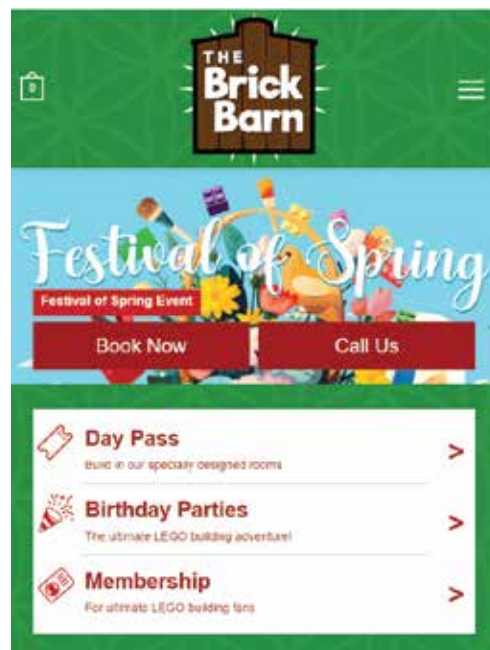 THE
Brick
Barn
0
Festival of Spring
Festival of Spring Event
Book Now
Call Us
Day Pass
Build in our specially designed rooms
>
Birthday Parties
The ultimate LEGO building adventure!
>
Membership
For ultimate LEGO building fans
>